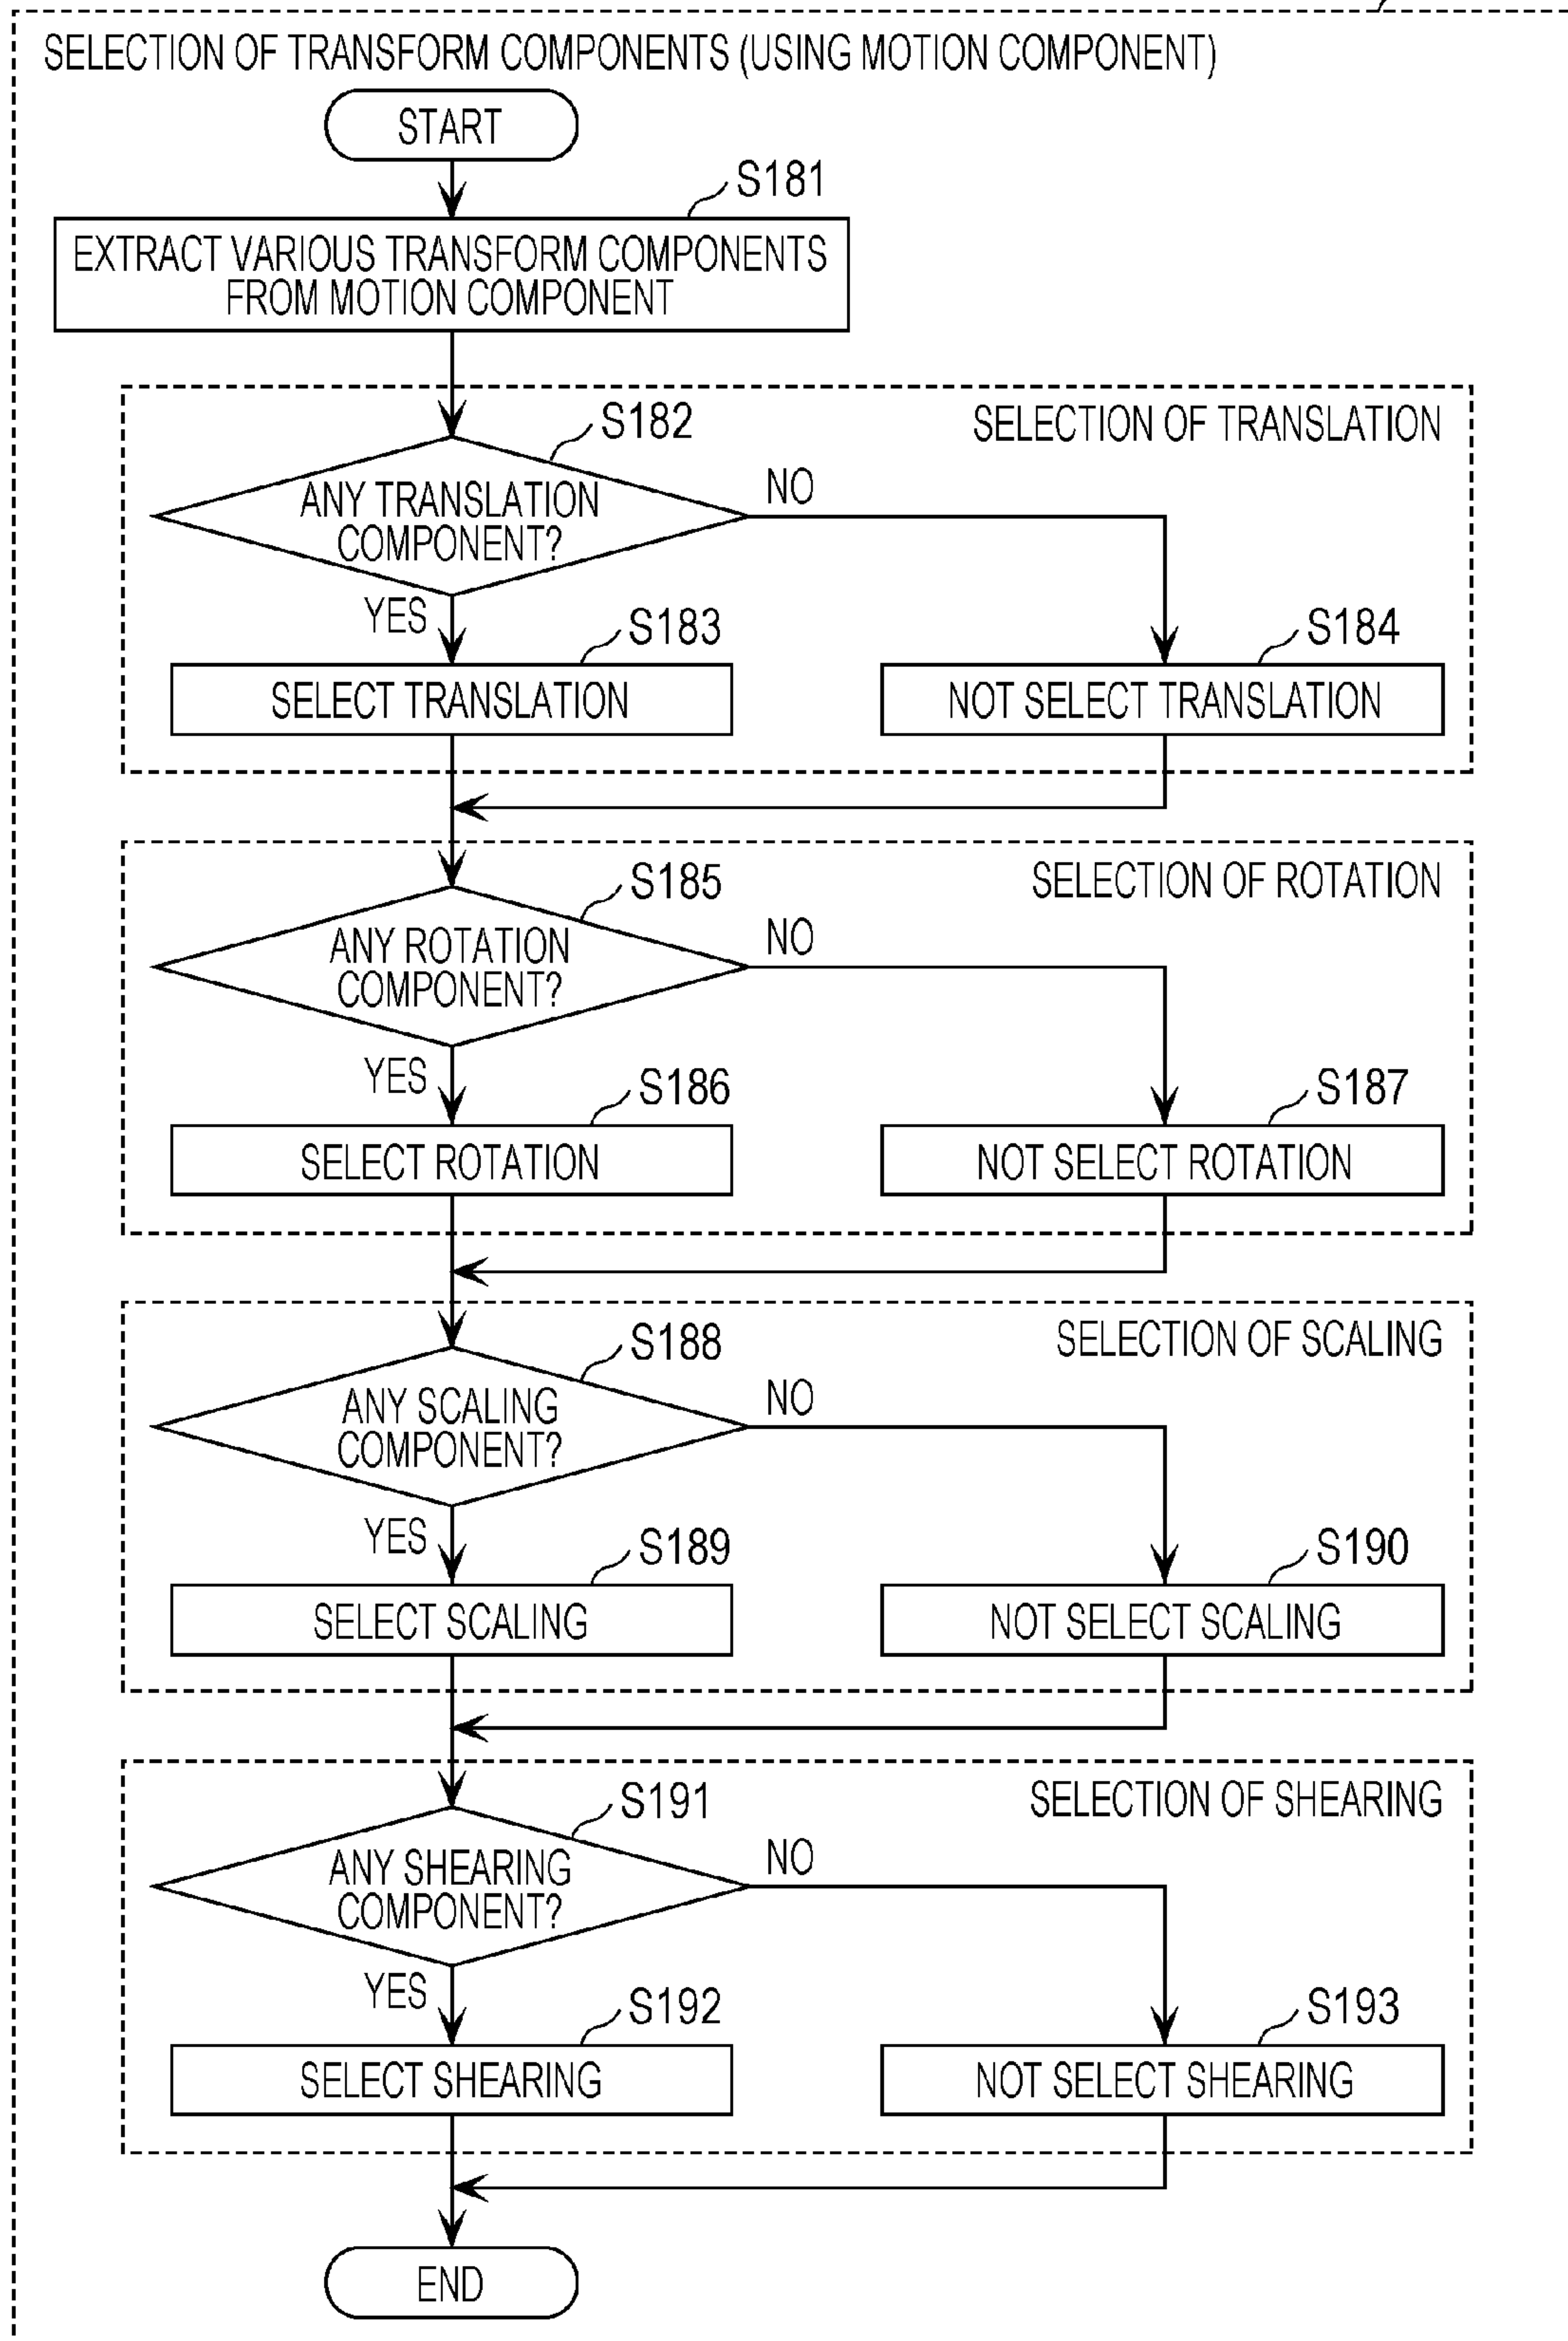 SELECTION OF TRANSFORM COMPONENTS (USING MOTION COMPONENT)
START
S181
EXTRACT VARIOUS TRANSFORM COMPONENTS
FROM MOTION COMPONENT
SELECTION OF TRANSLATION
S182
ANY TRANSLATION
COMPONENT?
NO
YES
S183
SELECT TRANSLATION
S184
NOT SELECT TRANSLATION
SELECTION OF ROTATION
S185
ANY ROTATION
COMPONENT?
NO
YES
S186
SELECT ROTATION
S187
NOT SELECT ROTATION
SELECTION OF SCALING
S188
ANY SCALING
COMPONENT?
NO
YES
S189
SELECT SCALING
S190
NOT SELECT SCALING
SELECTION OF SHEARING
S191
ANY SHEARING
COMPONENT?
NO
YES
S192
SELECT SHEARING
S193
NOT SELECT SHEARING
END